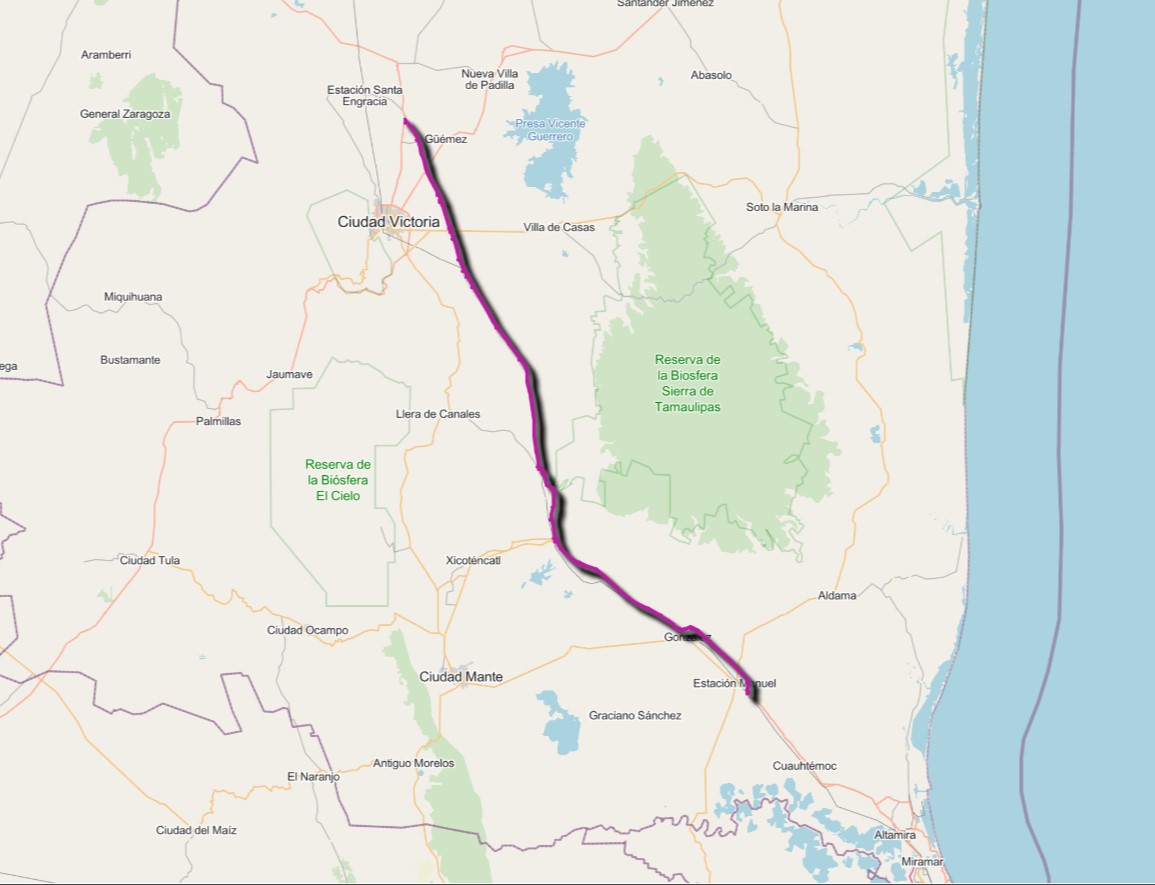 Santander Jiménez
Aramberri
Nueva Villa
de Padilla
Abasolo
Estación Santa
Engracia
General Zaragoza
Presa Vicente
Guerrero
Güémez
Soto la Marina
Ciudad Victoria
Villa de Casas
Miquihuana
Bustamante
ega
Jaumave
Reserva de
la Biosfera
Sierra de
Tamaulipas
Palmillas
Llera de Canales
Reserva de
la Biósfera
El Cielo
Ciudad Tula
Xicoténcatl
Aldama
Ciudad Ocampo
González
Ciudad Mante
Estación Manuel
Graciano Sánchez
Antiguo Morelos
El Naranjo
Cuauhtémoc
Ciudad del Maíz
Altamira
Miramar